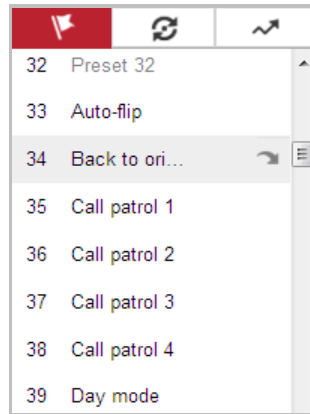 32 Preset 32
33 Auto-flip
34 Back to ori...
35 Call patrol 1
36 Call patrol 2
37 Call patrol 3
38 Call patrol 4
39 Day mode